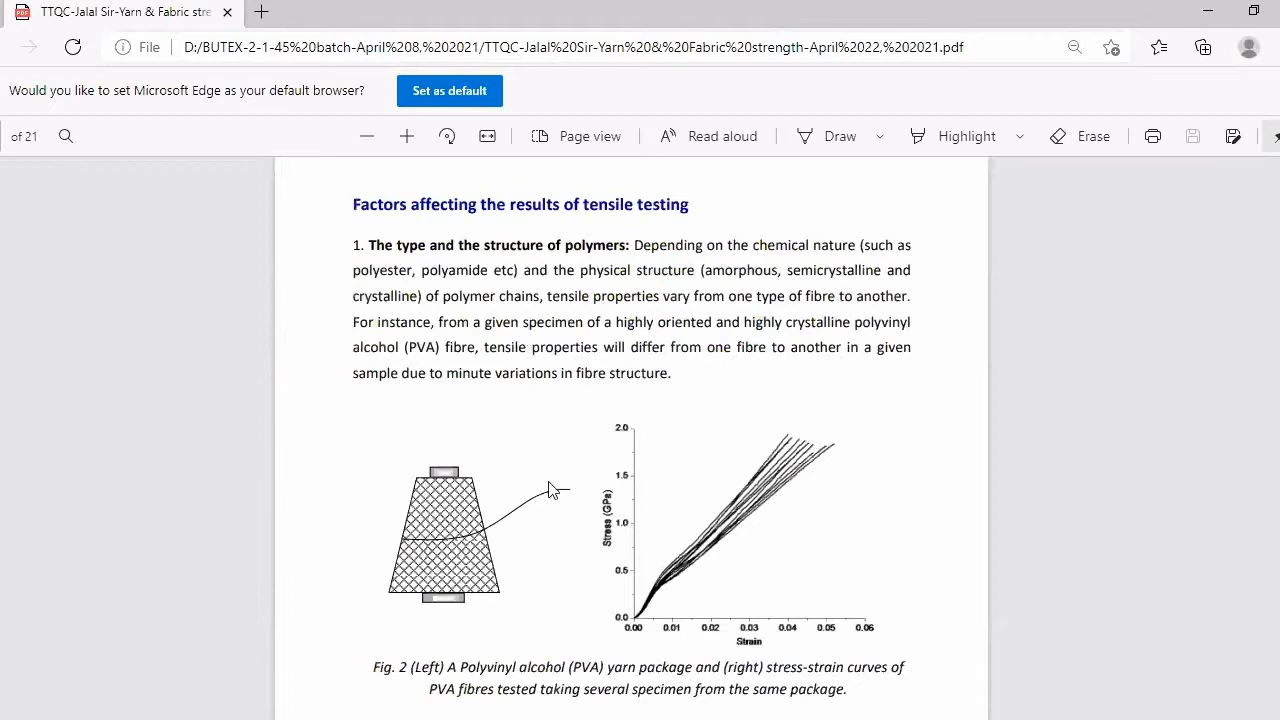 TTQC-Jalal Sir-Yarn & Fabric stre
File D:/BUTEX-2-1-45%20batch-April%208,%202021/TTQC-Jalal%20Sir-Yarn%20&%20Fabric%20strength-April%2022,%202021.pdf
Would you like to set Microsoft Edge as your default browser? Set as default
of 21 Page view Read aloud Draw Highlight Erase
Factors affecting the results of tensile testing
1. The type and the structure of polymers: Depending on the chemical nature (such as
polyester, polyamide etc) and the physical structure (amorphous, semicrystalline and
crystalline) of polymer chains, tensile properties vary from one type of fibre to another.
For instance, from a given specimen of a highly oriented and highly crystalline polyvinyl
alcohol (PVA) fibre, tensile properties will differ from one fibre to another in a given
sample due to minute variations in fibre structure.
2.0
1.5
1.0
0.5
0.0
Stress (GPa)
0.00 0.01 0.02 0.03 0.04 0.05 0.06
Strain
Fig. 2 (Left) A Polyvinyl alcohol (PVA) yarn package and (right) stress-strain curves of
PVA fibres tested taking several specimen from the same package.